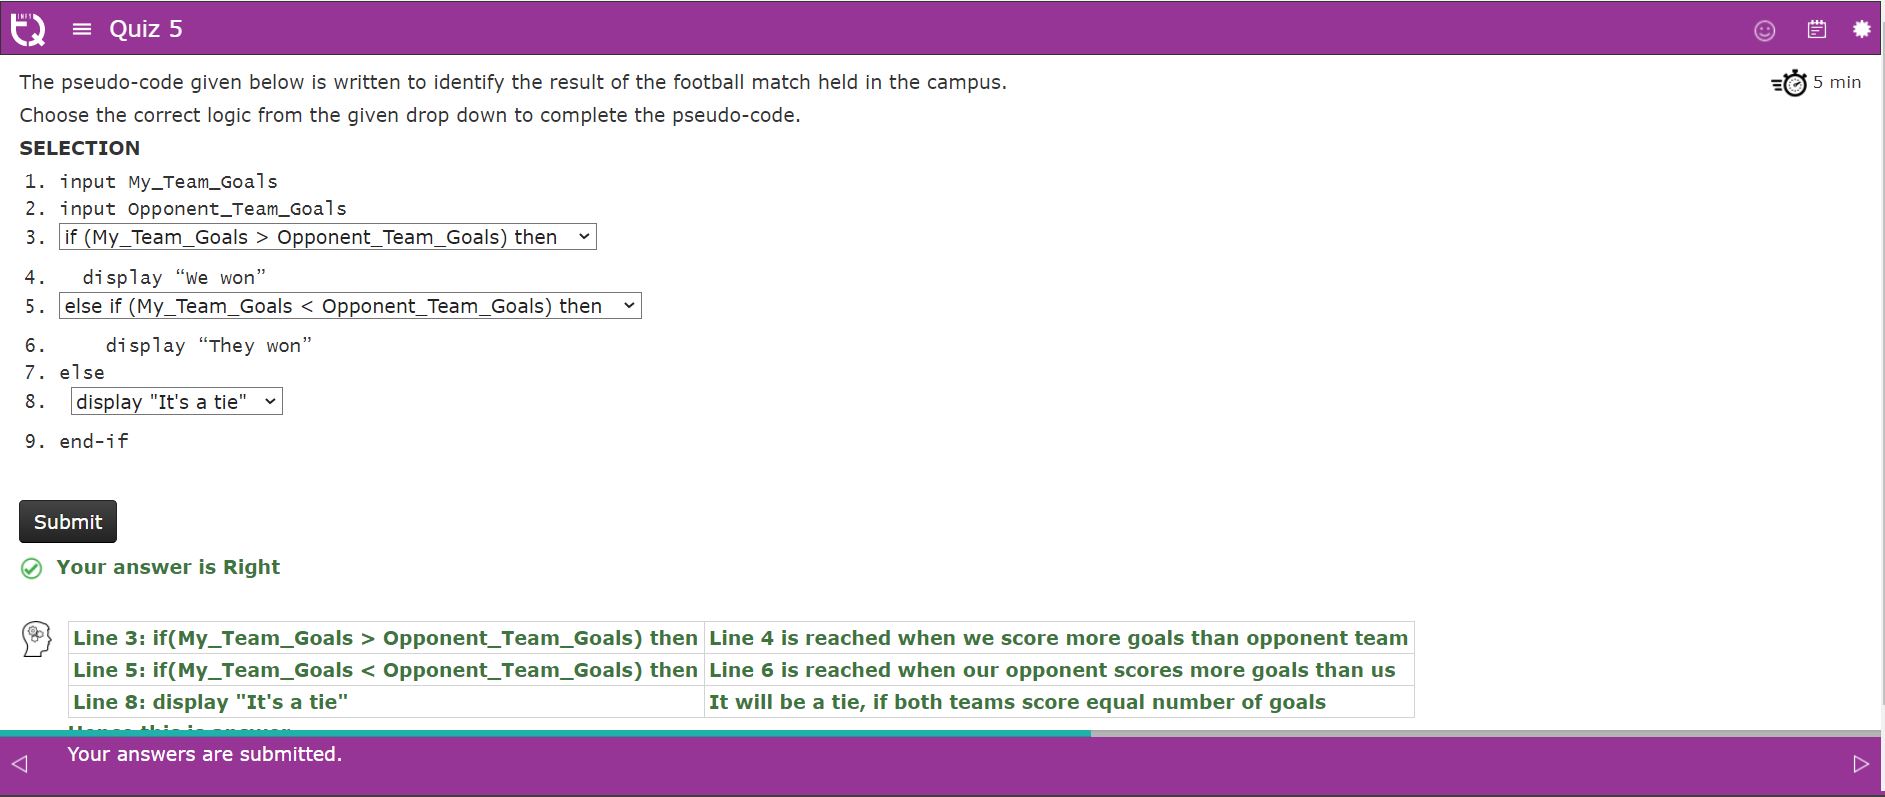 INFY
TQ
Quiz 5
The pseudo-code given below is written to identify the result of the football match held in the campus.
5 min
Choose the correct logic from the given drop down to complete the pseudo-code.
SELECTION
1. input My_Team_Goals
2. input Opponent_Team_Goals
3. if (My_Team_Goals > Opponent_Team_Goals) then
4. display “We won”
5. else if (My_Team_Goals < Opponent_Team_Goals) then
6. display “They won”
7. else
8. display "It's a tie"
9. end-if
Submit
Your answer is Right
Line 3: if(My_Team_Goals > Opponent_Team_Goals) then Line 4 is reached when we score more goals than opponent team
Line 5: if(My_Team_Goals < Opponent_Team_Goals) then Line 6 is reached when our opponent scores more goals than us
Line 8: display "It's a tie" It will be a tie, if both teams score equal number of goals
Hence this is answer
Your answers are submitted.